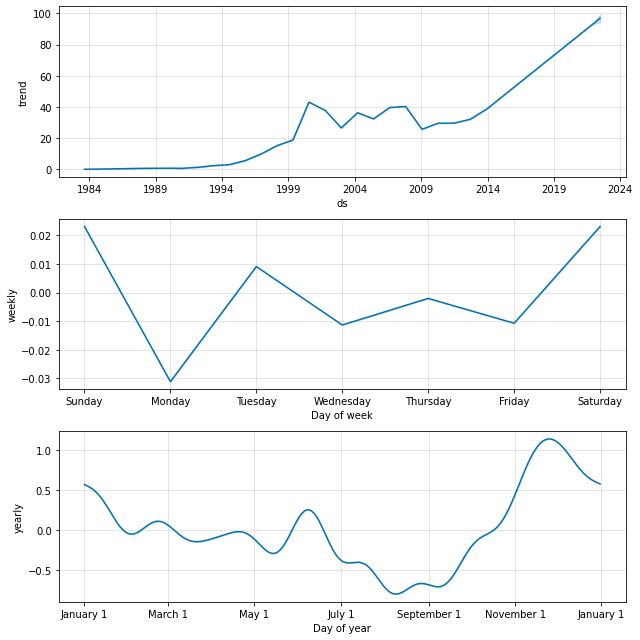 100
80
60
40
20
0
trend
1984 1989 1994 1999 2004 2009 2014 2019 2024
ds
0.02
0.01
0.00
−0.01
−0.02
−0.03
weekly
Sunday Monday Tuesday Wednesday Thursday Friday Saturday
Day of week
1.0
0.5
0.0
−0.5
yearly
January 1 March 1 May 1 July 1 September 1 November 1 January 1
Day of year